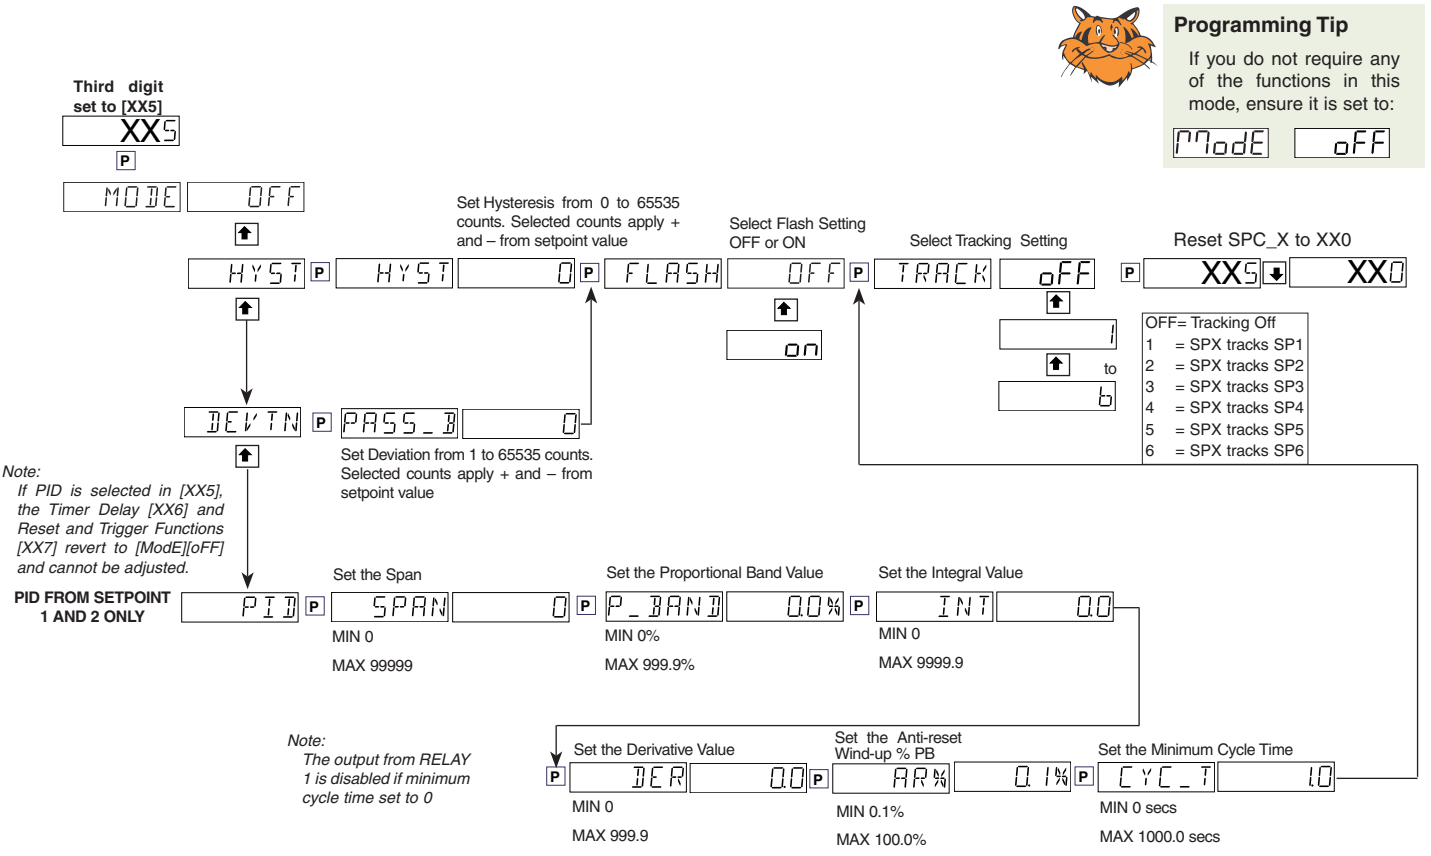 Programming Tip
If you do not require any
of the functions in this
mode, ensure it is set to:
ModE oFF
Third digit
set to [XX5]
XX5
P
MODE OFF
Set Hysteresis from 0 to 65535
counts. Selected counts apply +
and – from setpoint value
Select Flash Setting
OFF or ON
Select Tracking Setting
Reset SPC_X to XX0
HYST P HYST 0 P FLASH OFF P TRACK oFF P XX5 XX0
on
1
to
6
OFF= Tracking Off
1 = SPX tracks SP1
2 = SPX tracks SP2
3 = SPX tracks SP3
4 = SPX tracks SP4
5 = SPX tracks SP5
6 = SPX tracks SP6
DEVTN P PASS_B 0
Set Deviation from 1 to 65535 counts.
Selected counts apply + and – from
setpoint value
Note:
If PID is selected in [XX5],
the Timer Delay [XX6] and
Reset and Trigger Functions
[XX7] revert to [ModE][oFF]
and cannot be adjusted.
PID FROM SETPOINT
1 AND 2 ONLY
Set the Span
Set the Proportional Band Value
Set the Integral Value
PID P SPAN 0 P P_BAND 0.0% P INT 0.0
MIN 0
MAX 99999
MIN 0%
MAX 999.9%
MIN 0
MAX 9999.9
Note:
The output from RELAY
1 is disabled if minimum
cycle time set to 0
Set the Derivative Value
Set the Anti-reset
Wind-up % PB
Set the Minimum Cycle Time
P DER 0.0 P AR% 0.1% P CYC_T 1.0
MIN 0
MAX 999.9
MIN 0.1%
MAX 100.0%
MIN 0 secs
MAX 1000.0 secs